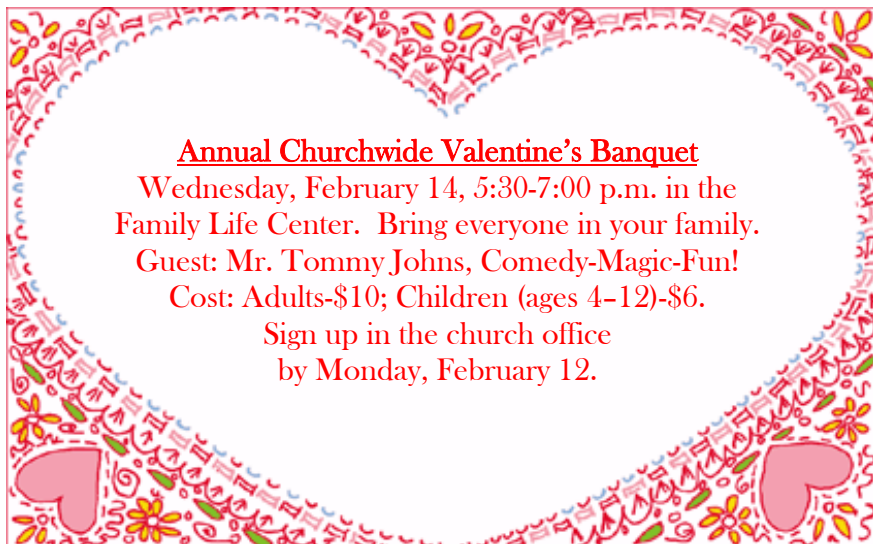 Annual Churchwide Valentine’s Banquet
Wednesday, February 14, 5:30-7:00 p.m. in the
Family Life Center.  Bring everyone in your family.
Guest: Mr. Tommy Johns, Comedy-Magic-Fun!
Cost: Adults-$10; Children (ages 4–12)-$6.
Sign up in the church office
by Monday, February 12.